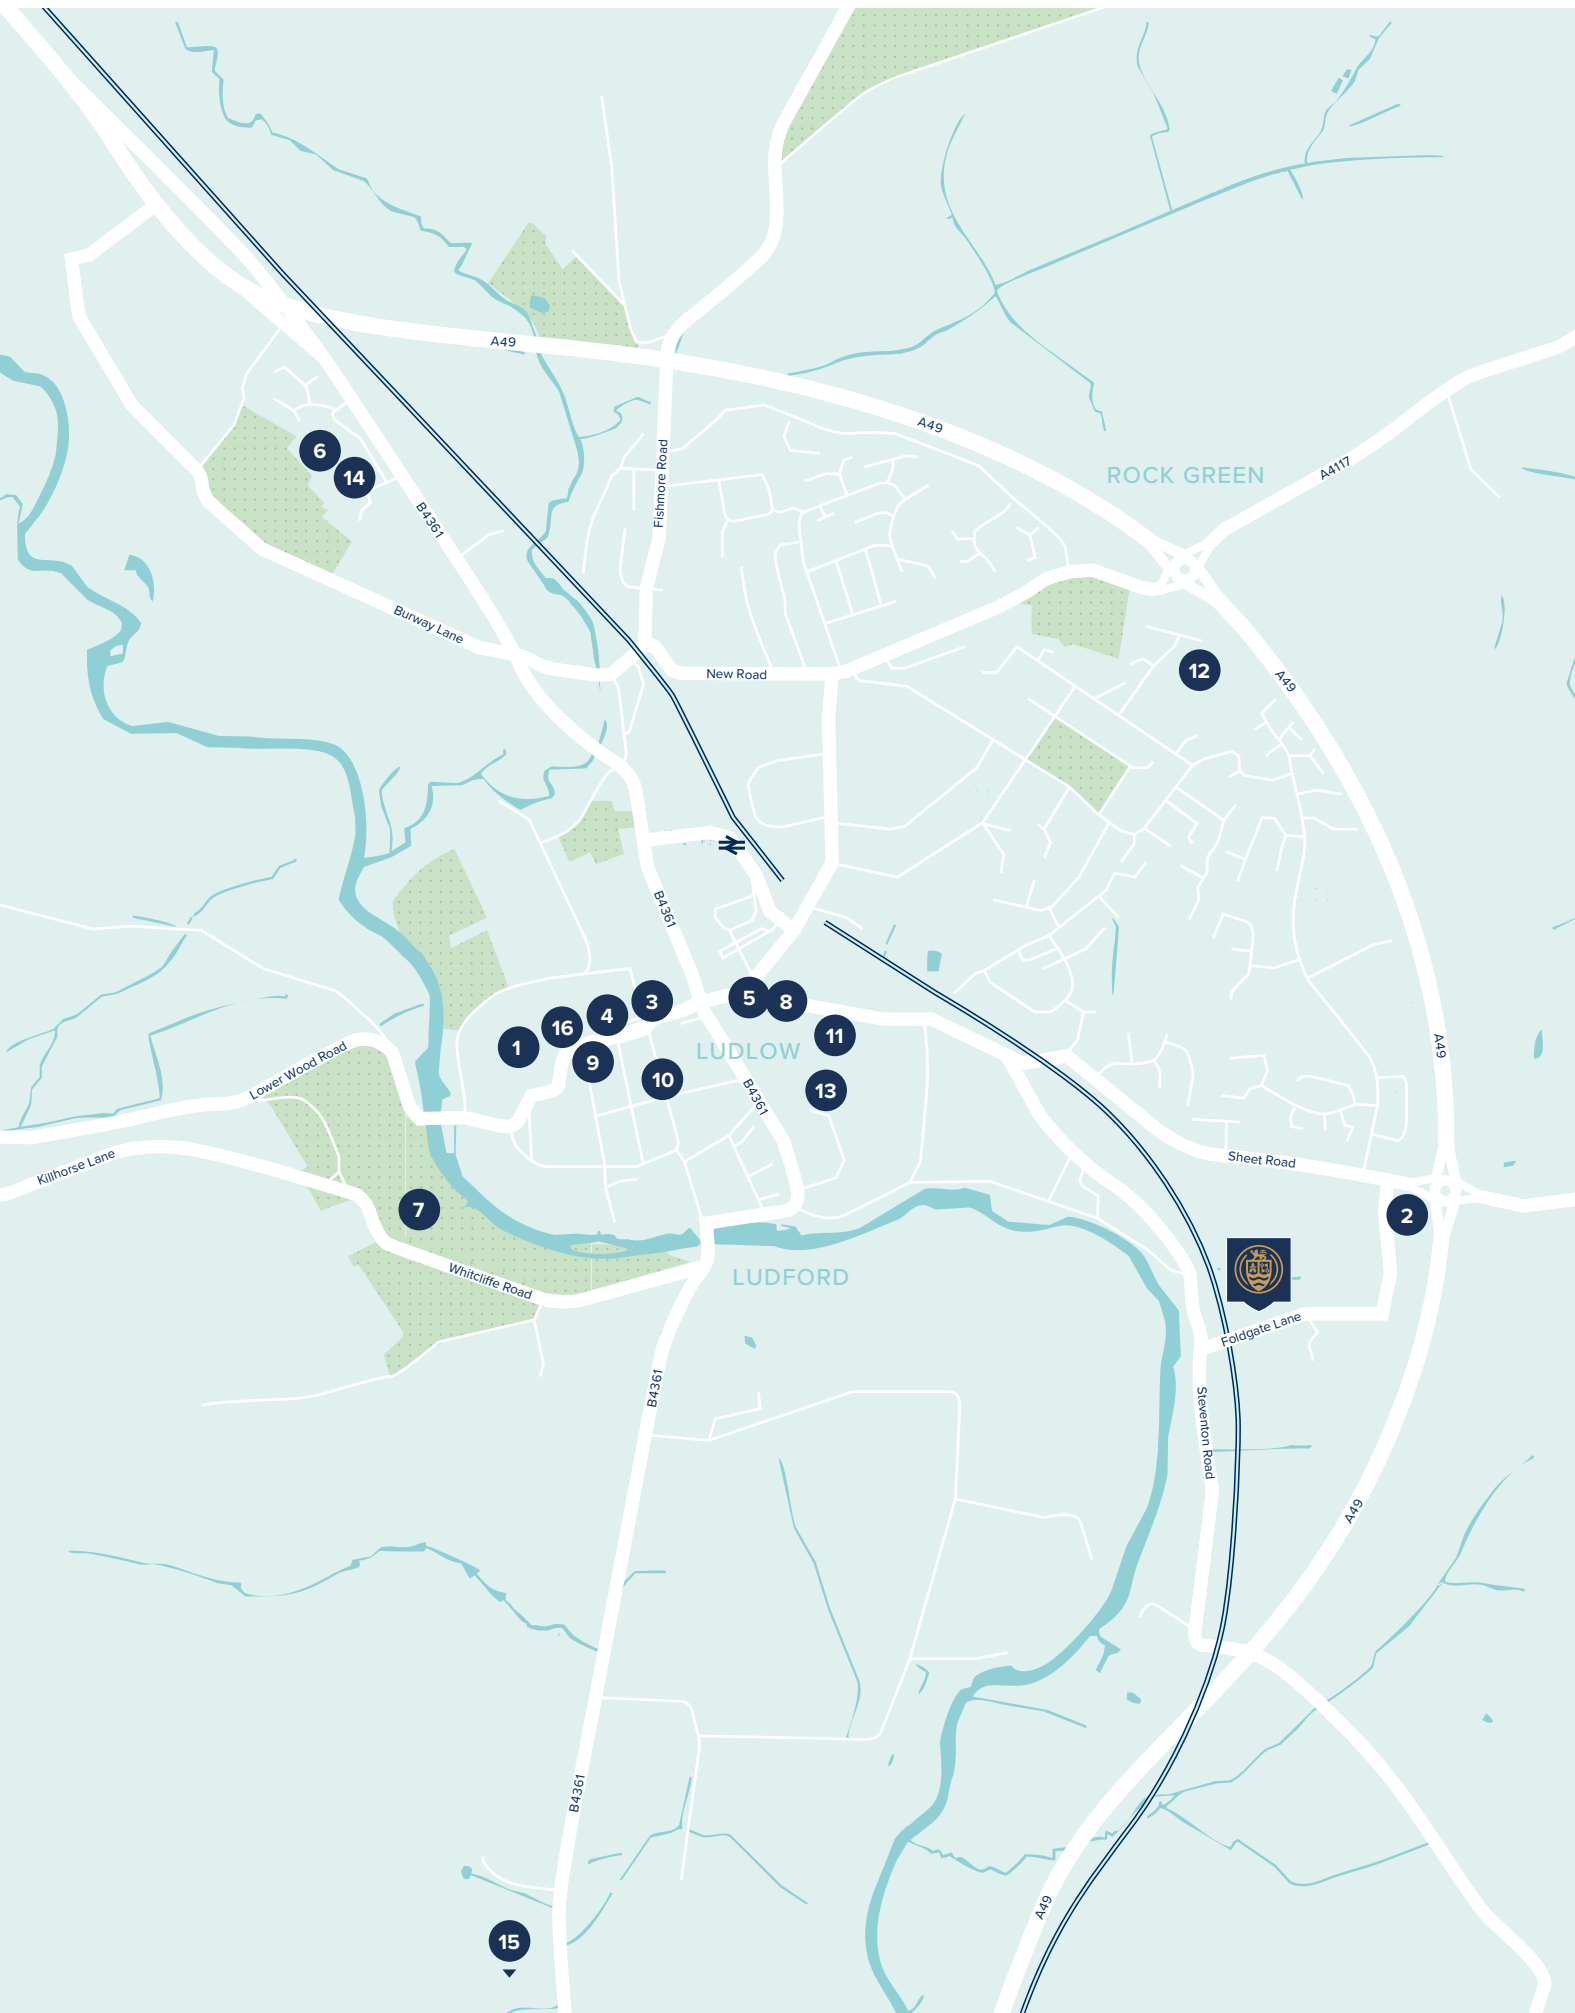 A49
A49
ROCK GREEN
A4117
6
14
B4361
Fishmore Road
Burway Lane
New Road
12
A49
B4361
3
5
8
4
16
11
1
LUDLOW
9
10
13
B4361
A49
Lower Wood Road
Killhorse Lane
Sheet Road
7
2
Whitcliffe Road
LUDFORD
Foldgate Lane
B4361
Steventon Road
A49
B4361
A49
15